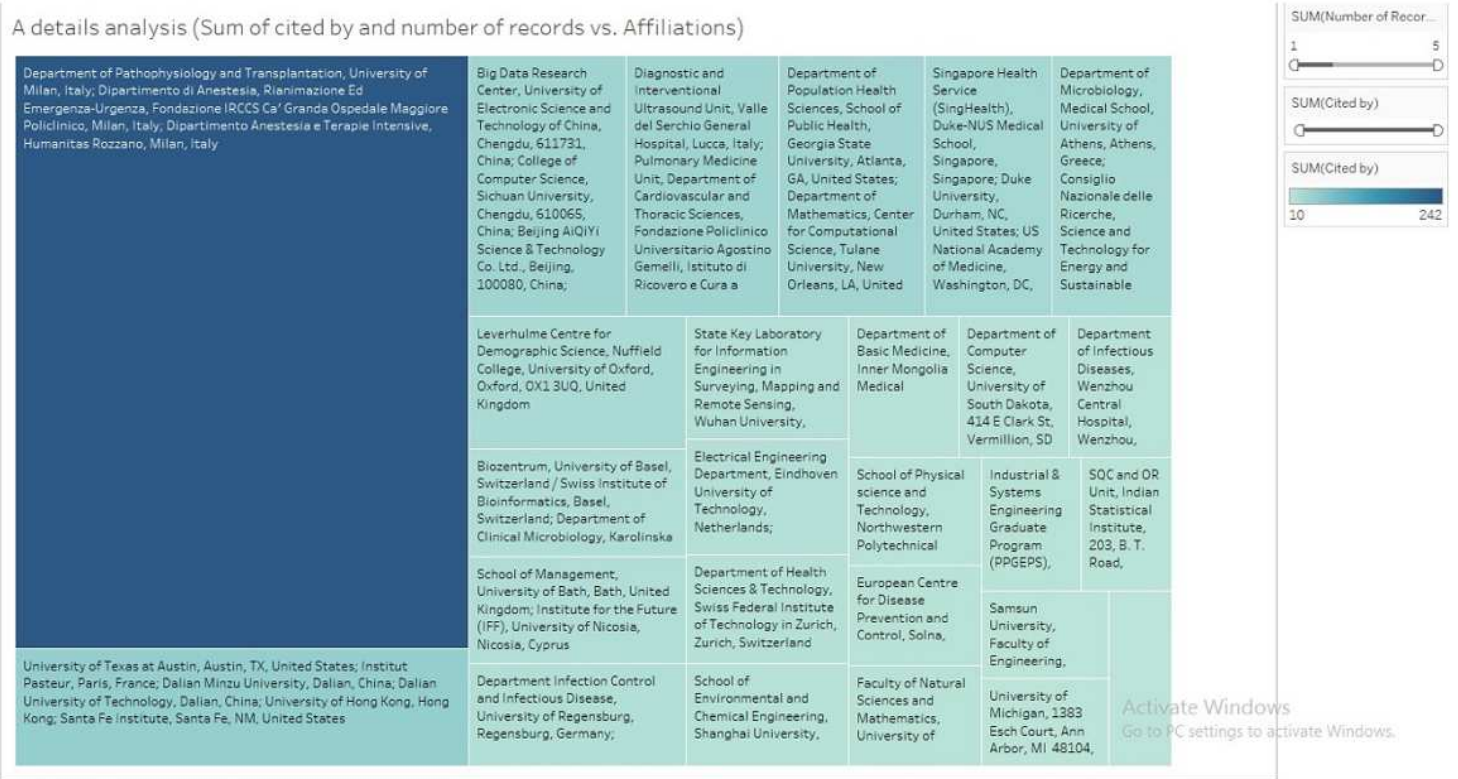 A details analysis (Sum of cited by and number of records vs. Affiliations)
Department of Pathophysiology and Transplantation, University of
Milan, Italy; Dipartimento di Anestesia, Rianimazione Ed
Emergenza-Urgenza, Fondazione IRCCS Ca' Granda Ospedale Maggiore
Policlinico, Milan, Italy; Dipartimento Anestesia e Terapie Intensive,
Humanitas Rozzano, Milan, Italy
University of Texas at Austin, Austin, TX, United States; Institut
Pasteur, Paris, France; Dalian Minzu University, Dalian, China; Dalian
University of Technology, Dalian, China; University of Hong Kong, Hong
Kong; Santa Fe Institute, Santa Fe, NM, United States
Big Data Research
Center, University of
Electronic Science and
Technology of China,
Chengdu, 611731,
China; College of
Computer Science,
Sichuan University,
Chengdu, 610065,
China; Beijing AiQiYi
Science & Technology
Co. Ltd., Beijing,
100080, China;
Diagnostic and
Interventional
Ultrasound Unit, Valle
del Serchio General
Hospital, Lucca, Italy;
Pulmonary Medicine
Unit, Department of
Cardiovascular and
Thoracic Sciences,
Fondazione Policlinico
Universitario Agostino
Gemelli, Istituto di
Ricovero e Cura a
Department of
Population Health
Sciences, School of
Public Health,
Georgia State
University, Atlanta,
GA, United States;
Department of
Mathematics, Center
for Computational
Science, Tulane
University, New
Orleans, LA, United
Singapore Health
Service
(SingHealth),
Duke-NUS Medical
School,
Singapore,
Singapore; Duke
University,
Durham, NC,
United States; US
National Academy
of Medicine,
Washington, DC,
Department of
Microbiology,
Medical School,
University of
Athens, Athens,
Greece;
Consiglio
Nazionale delle
Ricerche,
Science and
Technology for
Energy and
Sustainable
Leverhulme Centre for
Demographic Science, Nuffield
College, University of Oxford,
Oxford, OX1 3UQ, United
Kingdom
Biozentrum, University of Basel,
Switzerland / Swiss Institute of
Bioinformatics, Basel,
Switzerland; Department of
Clinical Microbiology, Karolinska
School of Management,
University of Bath, Bath, United
Kingdom; Institute for the Future
(IFF), University of Nicosia,
Nicosia, Cyprus
Department Infection Control
and Infectious Disease,
University of Regensburg,
Regensburg, Germany;
State Key Laboratory
for Information
Engineering in
Surveying, Mapping and
Remote Sensing,
Wuhan University,
Electrical Engineering
Department, Eindhoven
University of
Technology,
Netherlands;
Department of Health
Sciences & Technology,
Swiss Federal Institute
of Technology in Zurich,
Zurich, Switzerland
School of
Environmental and
Chemical Engineering,
Shanghai University,
Department of
Basic Medicine,
Inner Mongolia
Medical
Department of
Computer
Science,
University of
South Dakota,
414 E Clark St,
Vermillion, SD
Department
of Infectious
Diseases,
Wenzhou
Central
Hospital,
Wenzhou,
School of Physical
science and
Technology,
Northwestern
Polytechnical
European Centre
for Disease
Prevention and
Control, Solna,
Faculty of Natural
Sciences and
Mathematics,
University of
Industrial &
Systems
Engineering
Graduate
Program
(PPGEPS),
SQC and OR
Unit, Indian
Statistical
Institute,
203, B. T.
Road,
Samsun
University,
Faculty of
Engineering,
University of
Michigan, 1383
Esch Court, Ann
Arbor, MI 48104,
SUM(Number of Recor...
1 5
SUM(Cited by)
SUM(Cited by)
10 242
Activate Windows
Go to PC settings to activate Windows.